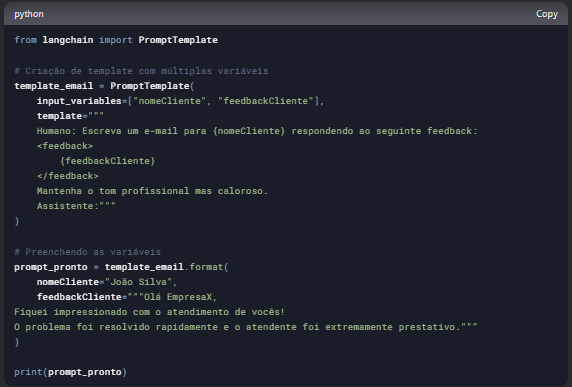 python Copy
from langchain import PromptTemplate
# Criação de template com múltiplas variáveis
template_email = PromptTemplate(
    input_variables=["nomeCliente", "feedbackCliente"],
    template="""
    Humano: Escreva um e-mail para {nomeCliente} respondendo ao seguinte feedback:
    <feedback>
        {feedbackCliente}
    </feedback>
    Mantenha o tom profissional mas caloroso.
    Assistente:"""
)
# Preenchendo as variáveis
prompt_pronto = template_email.format(
    nomeCliente="João Silva",
    feedbackCliente="""Olá EmpresaX,
Fiquei impressionado com o atendimento de vocês!
O problema foi resolvido rapidamente e o atendente foi extremamente prestativo."""
)
print(prompt_pronto)